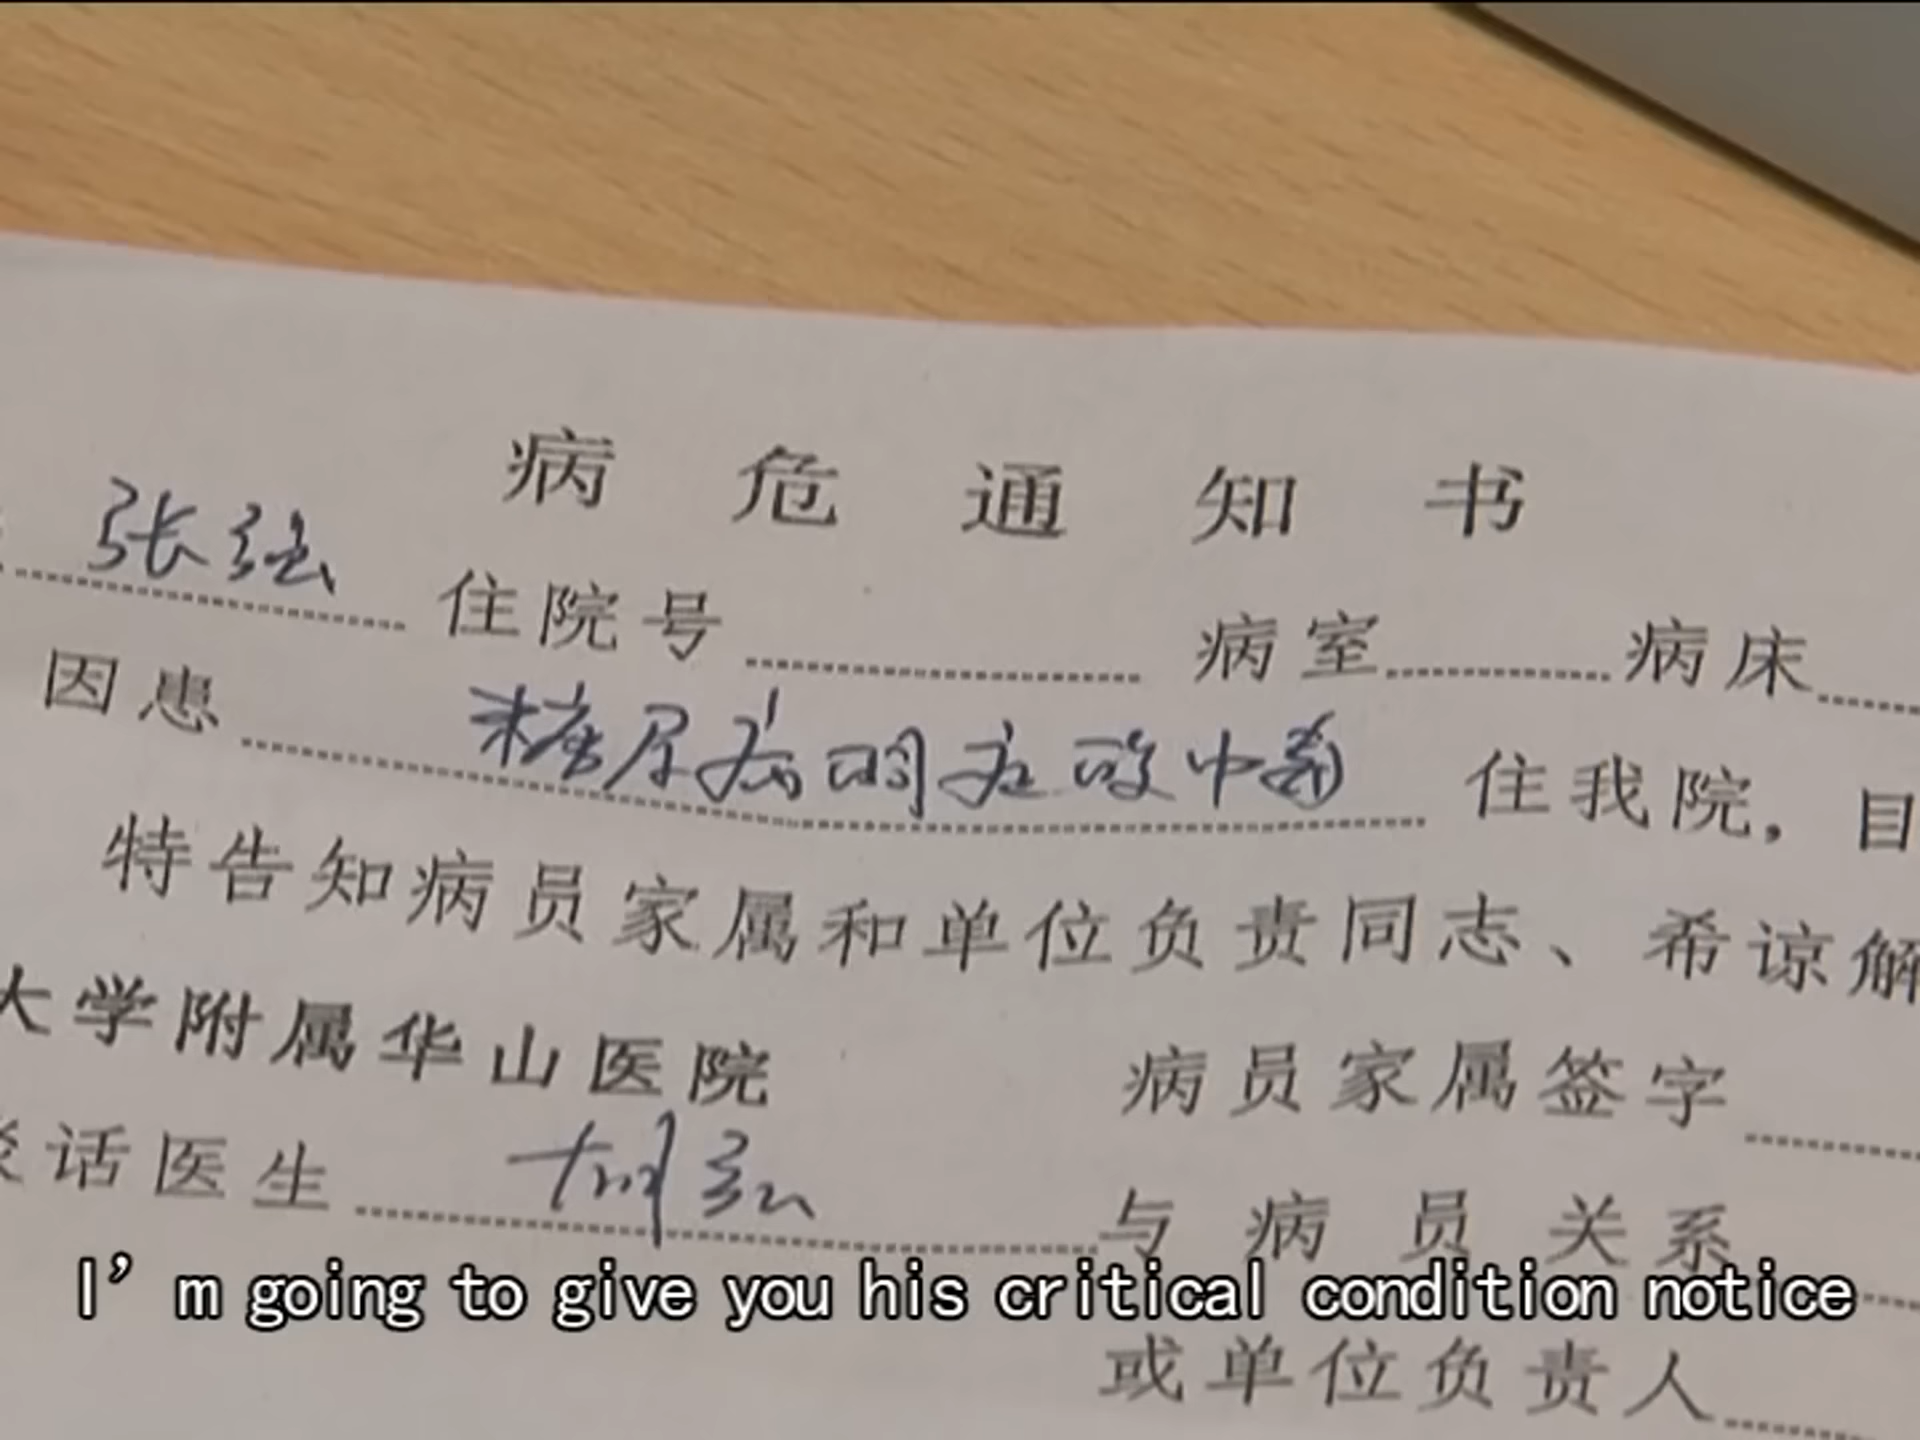 病危通知书
张强 住院号 病室 病床
因患 糖尿病酮症酸中毒 住我院，目
特告知病员家属和单位负责同志、希谅解
大学附属华山医院 病员家属签字
谈话医生 胡弘 与病员关系
I'm going to give you his critical condition notice
或单位负责人